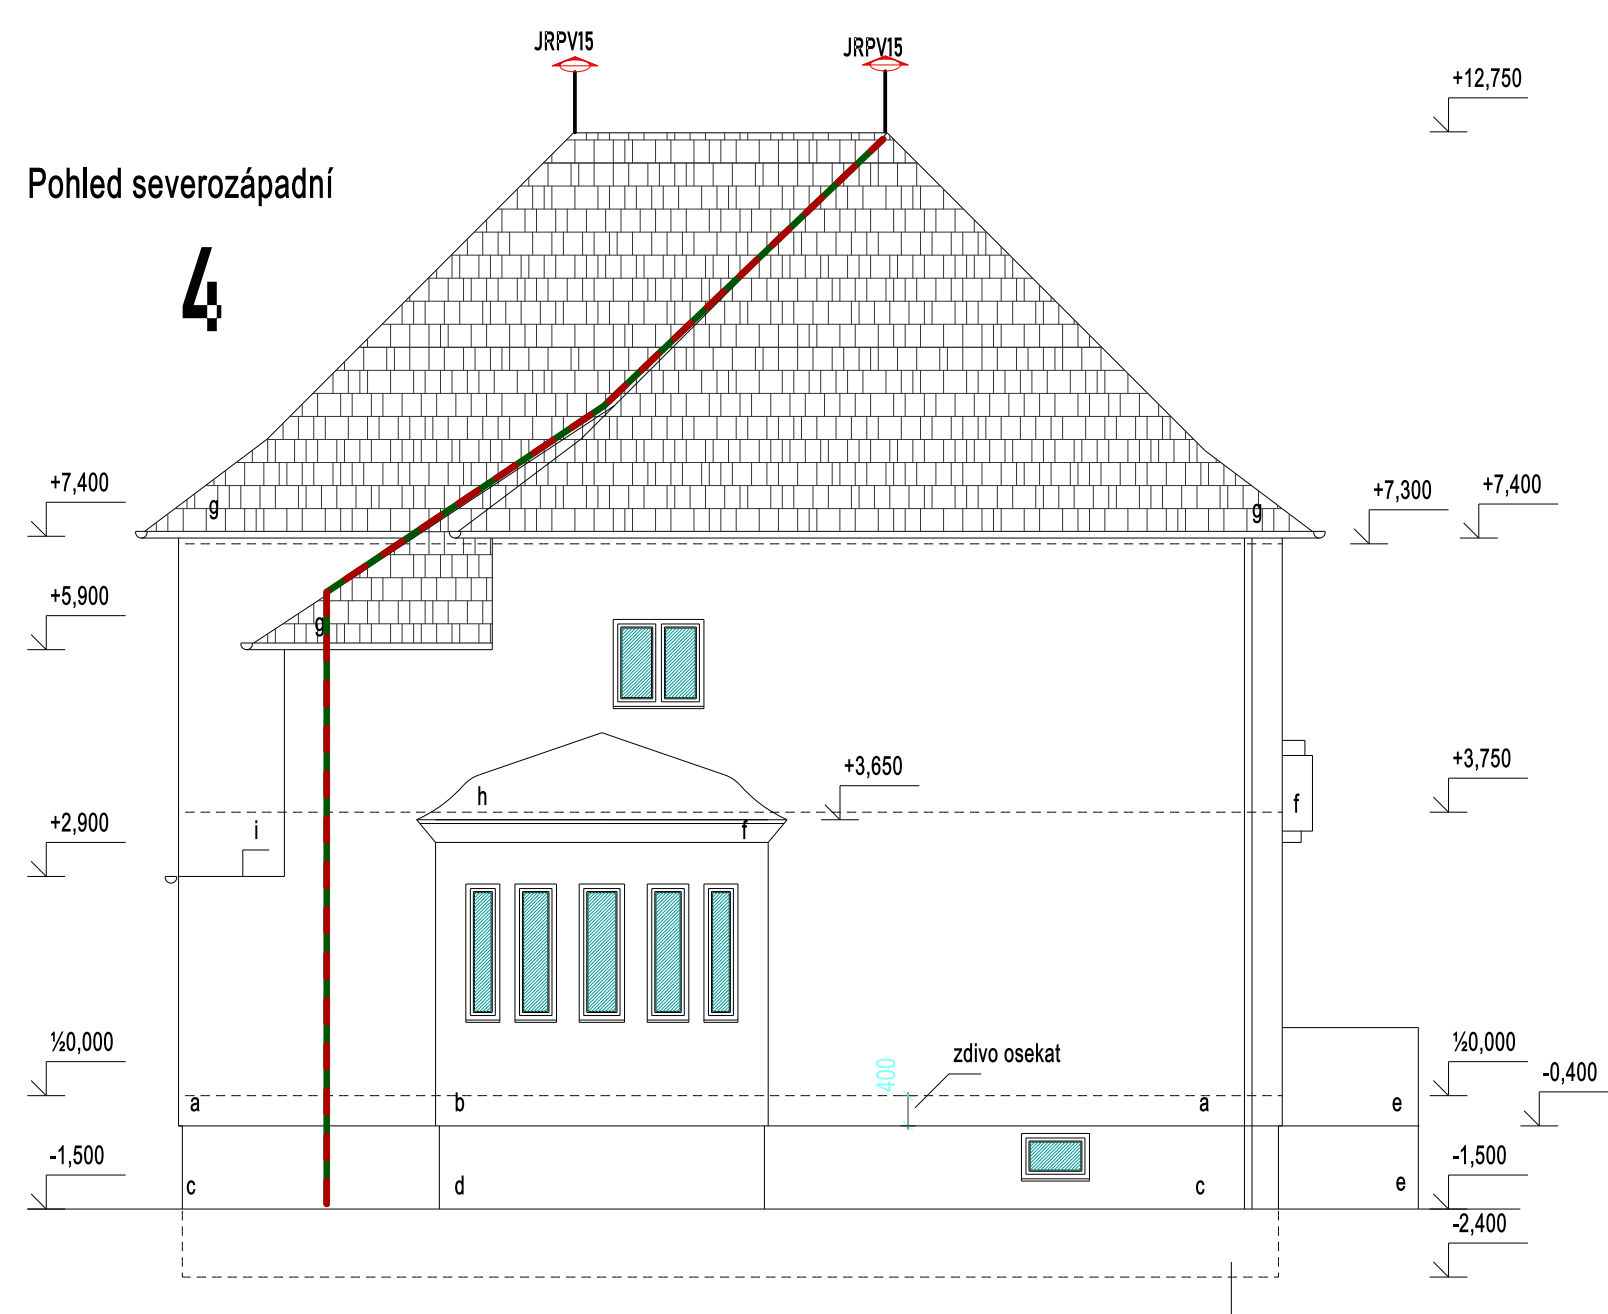 JRPV15
JRPV15
+12,750
Pohled severozápadní
4
+7,400
g
g
+7,300
+7,400
+5,900
g
+3,650
+3,750
h
f
f
+2,900
i
½0,000
400
zdivo osekat
½0,000
-0,400
a
b
a
e
-1,500
c
d
c
e
-1,500
-2,400